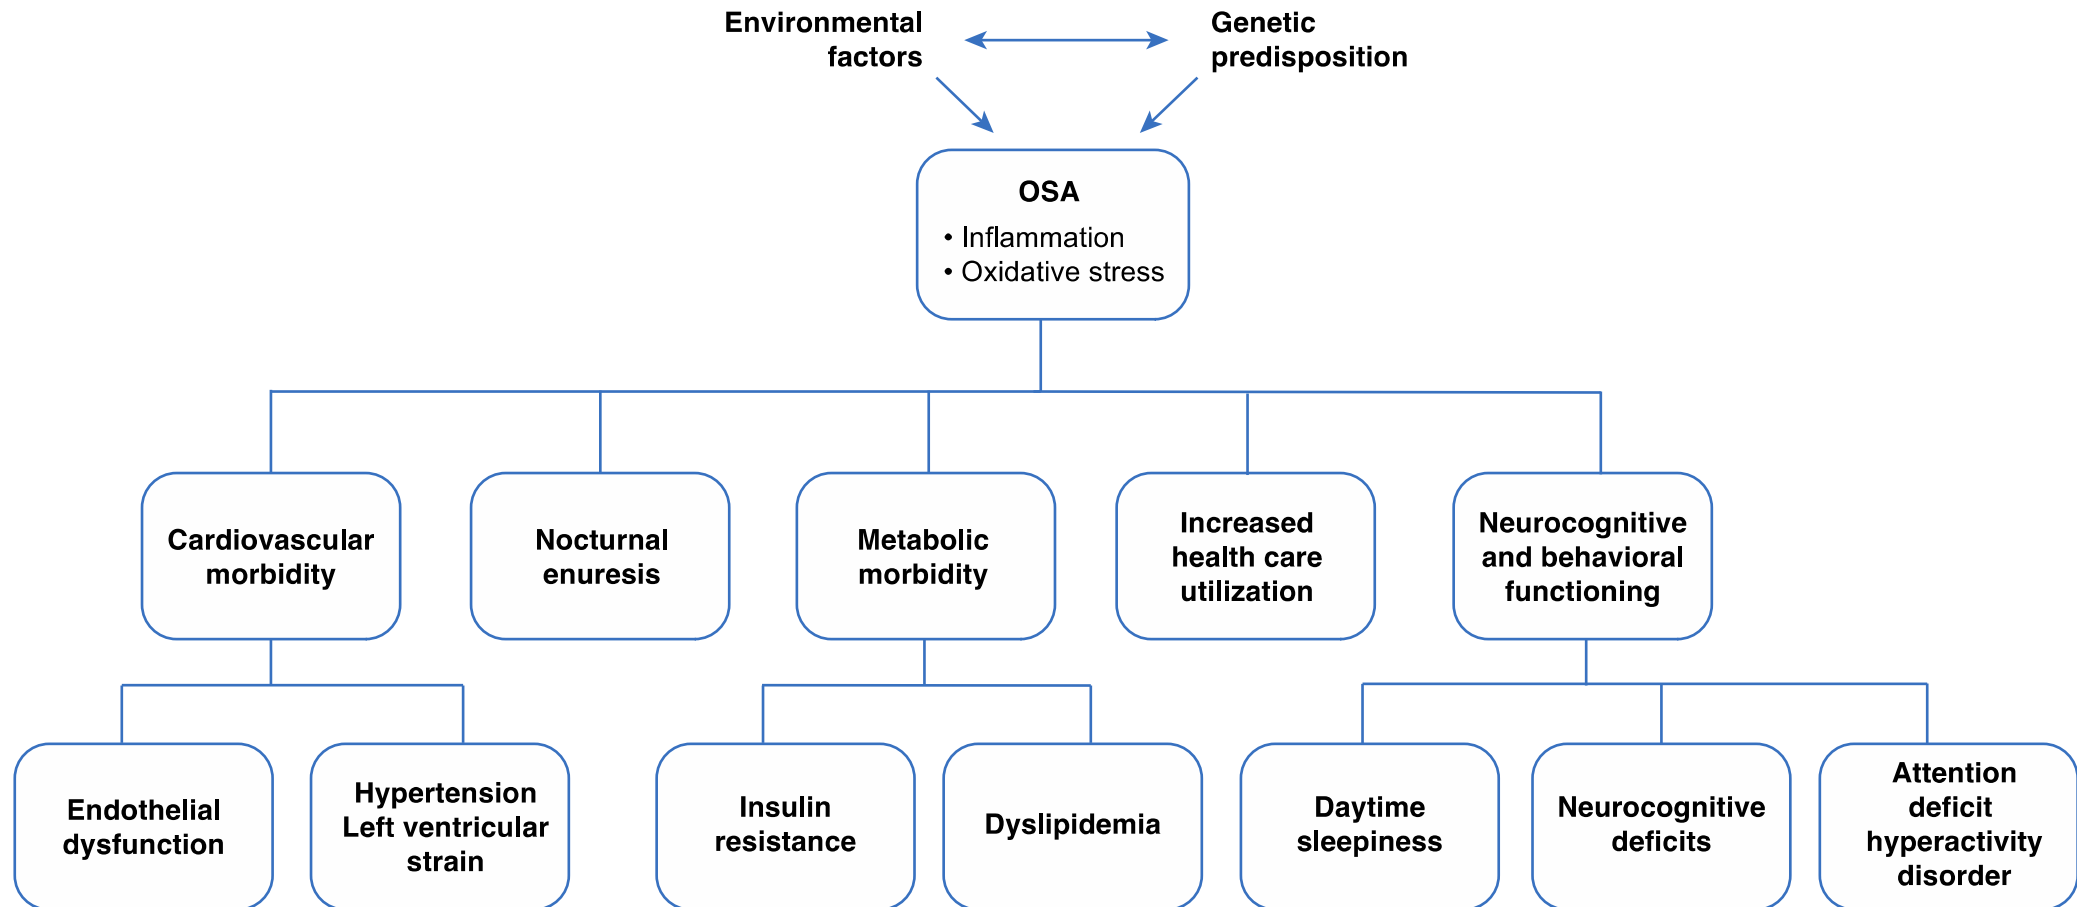 Environmental
factors
Genetic
predisposition
OSA
• Inflammation
• Oxidative stress
Cardiovascular
morbidity
Nocturnal
enuresis
Metabolic
morbidity
Increased
health care
utilization
Neurocognitive
and behavioral
functioning
Endothelial
dysfunction
Hypertension
Left ventricular
strain
Insulin
resistance
Dyslipidemia
Daytime
sleepiness
Neurocognitive
deficits
Attention
deficit
hyperactivity
disorder